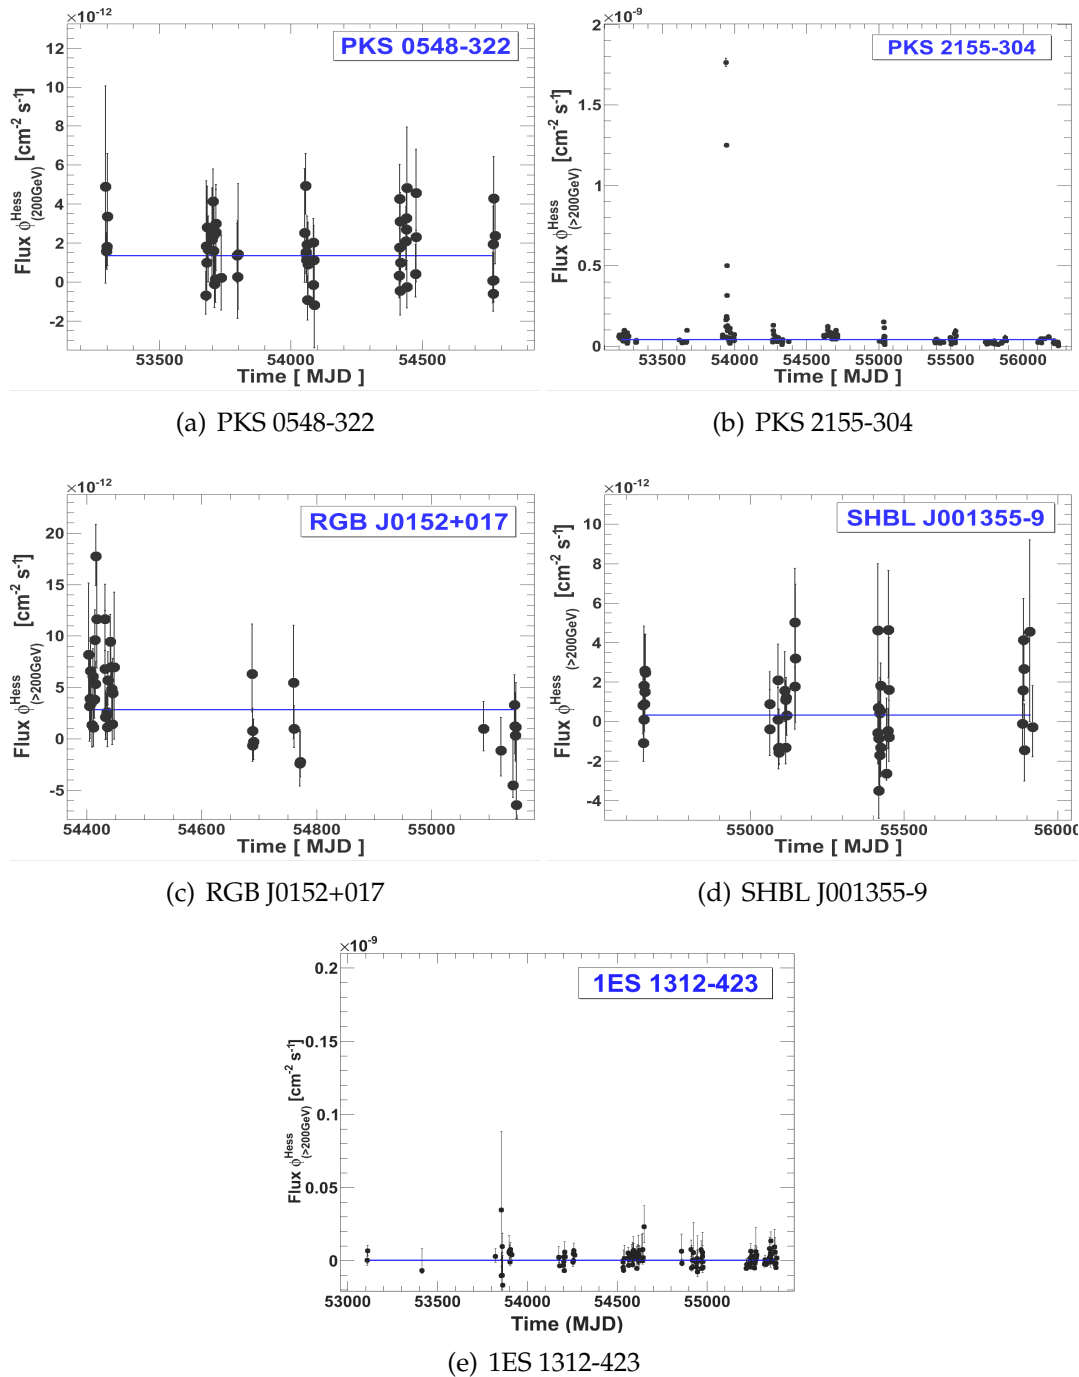 ×10⁻¹²
PKS 0548-322
Flux ϕ^Hess_(200GeV) [cm⁻² s⁻¹]
12
10
8
6
4
2
0
-2
53500 54000 54500
Time [ MJD ]
(a) PKS 0548-322
×10⁻⁹
PKS 2155-304
Flux ϕ^Hess_(>200GeV) [cm⁻² s⁻¹]
2
1.5
1
0.5
0
53500 54000 54500 55000 55500 56000
Time [ MJD ]
(b) PKS 2155-304
×10⁻¹²
RGB J0152+017
Flux ϕ^Hess_(>200GeV) [cm⁻² s⁻¹]
20
15
10
5
0
-5
54400 54600 54800 55000
Time [ MJD ]
(c) RGB J0152+017
×10⁻¹²
SHBL J001355-9
Flux ϕ^Hess_(>200GeV) [cm⁻² s⁻¹]
10
8
6
4
2
0
-2
-4
55000 55500 5600
Time [ MJD ]
(d) SHBL J001355-9
×10⁻⁹
1ES 1312-423
Flux ϕ^Hess_(>200GeV) [cm⁻² s⁻¹]
0.2
0.15
0.1
0.05
0
53000 53500 54000 54500 55000
Time (MJD)
(e) 1ES 1312-423